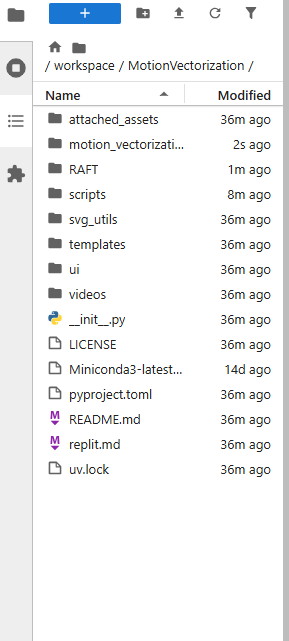 / workspace / MotionVectorization /
Name Modified
attached_assets 36m ago
motion_vectorizati... 2s ago
RAFT 1m ago
scripts 8m ago
svg_utils 36m ago
templates 36m ago
ui 36m ago
videos 36m ago
__init__.py 36m ago
LICENSE 36m ago
Miniconda3-latest... 14d ago
pyproject.toml 36m ago
M README.md 36m ago
M replit.md 36m ago
uv.lock 36m ago